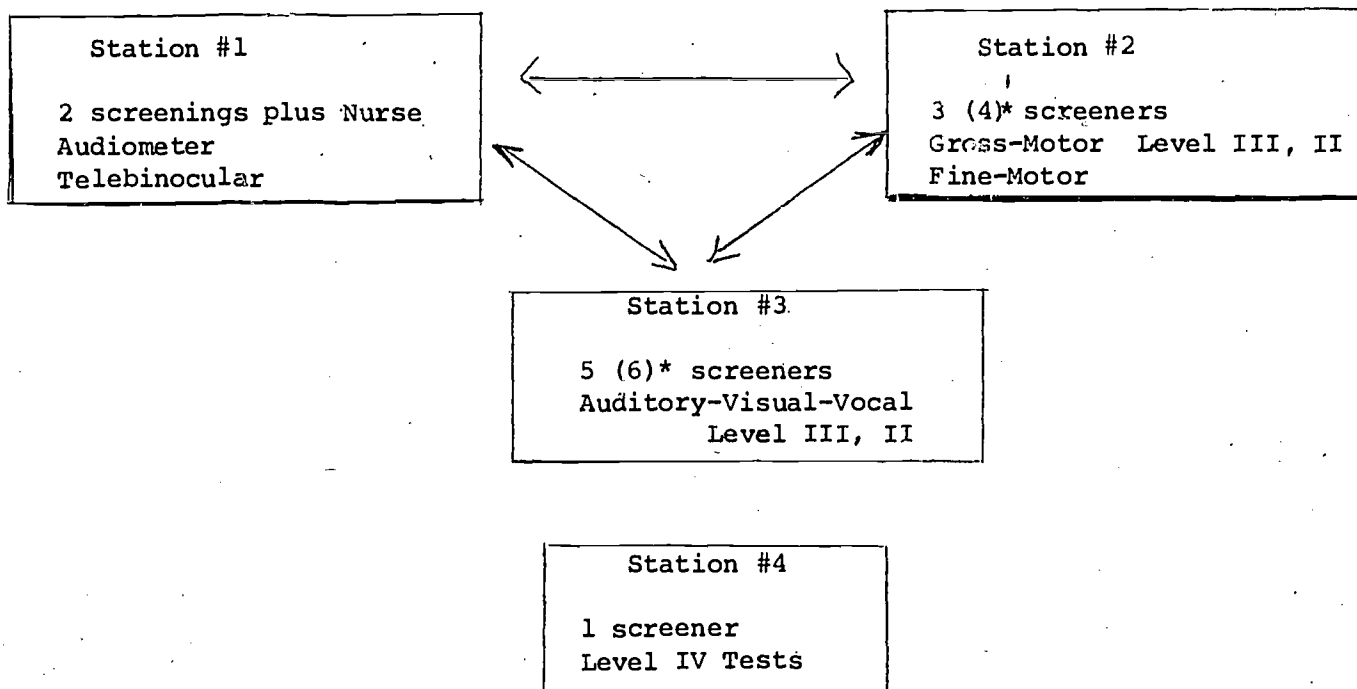 Station #1
2 screenings plus Nurse
Audiometer
Telebinocular
Station #2
3 (4)* screeners
Gross-Motor Level III, II
Fine-Motor
Station #3
5 (6)* screeners
Auditory-Visual-Vocal
Level III, II
Station #4
1 screener
Level IV Tests